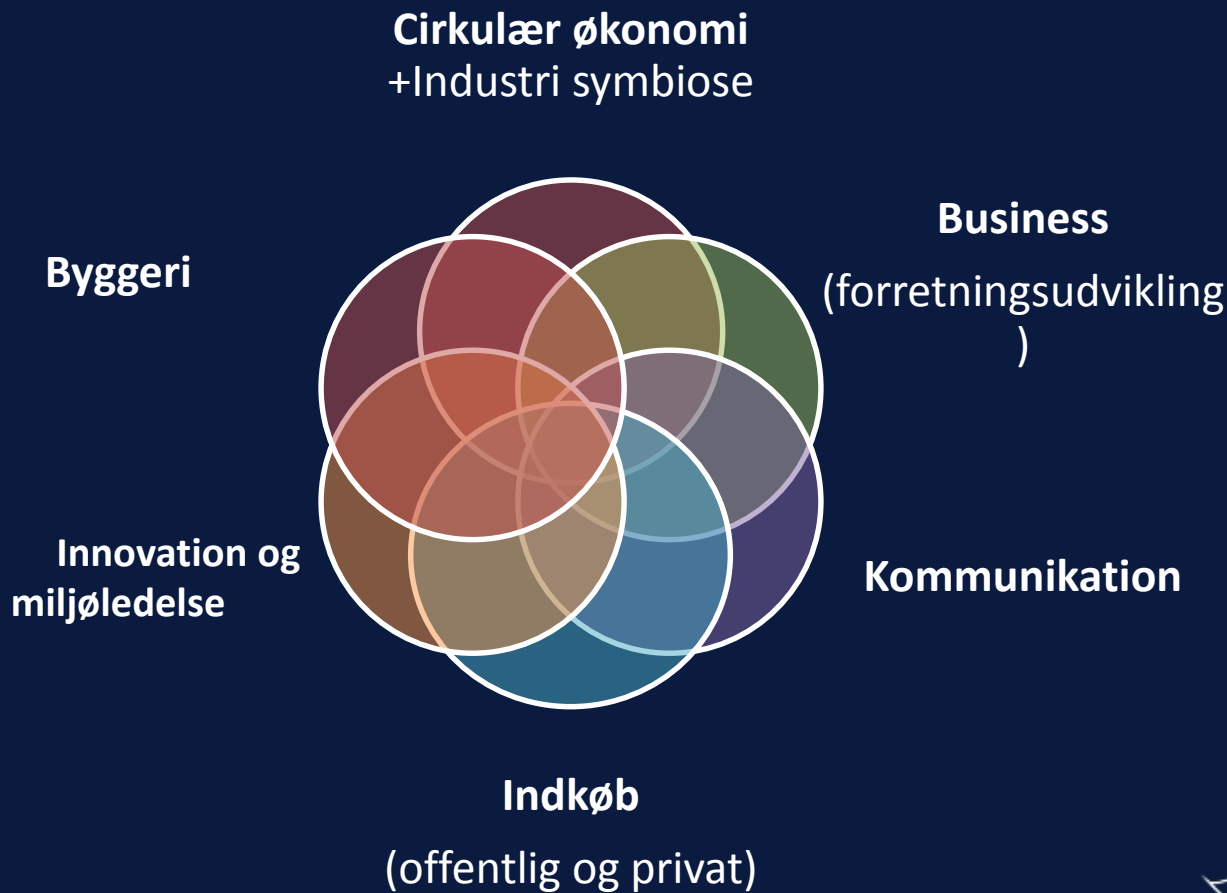 Cirkulær økonomi
+Industri symbiose
Business
(forretningsudvikling
)
Byggeri
Innovation og
miljøledelse
Kommunikation
Indkøb
(offentlig og privat)